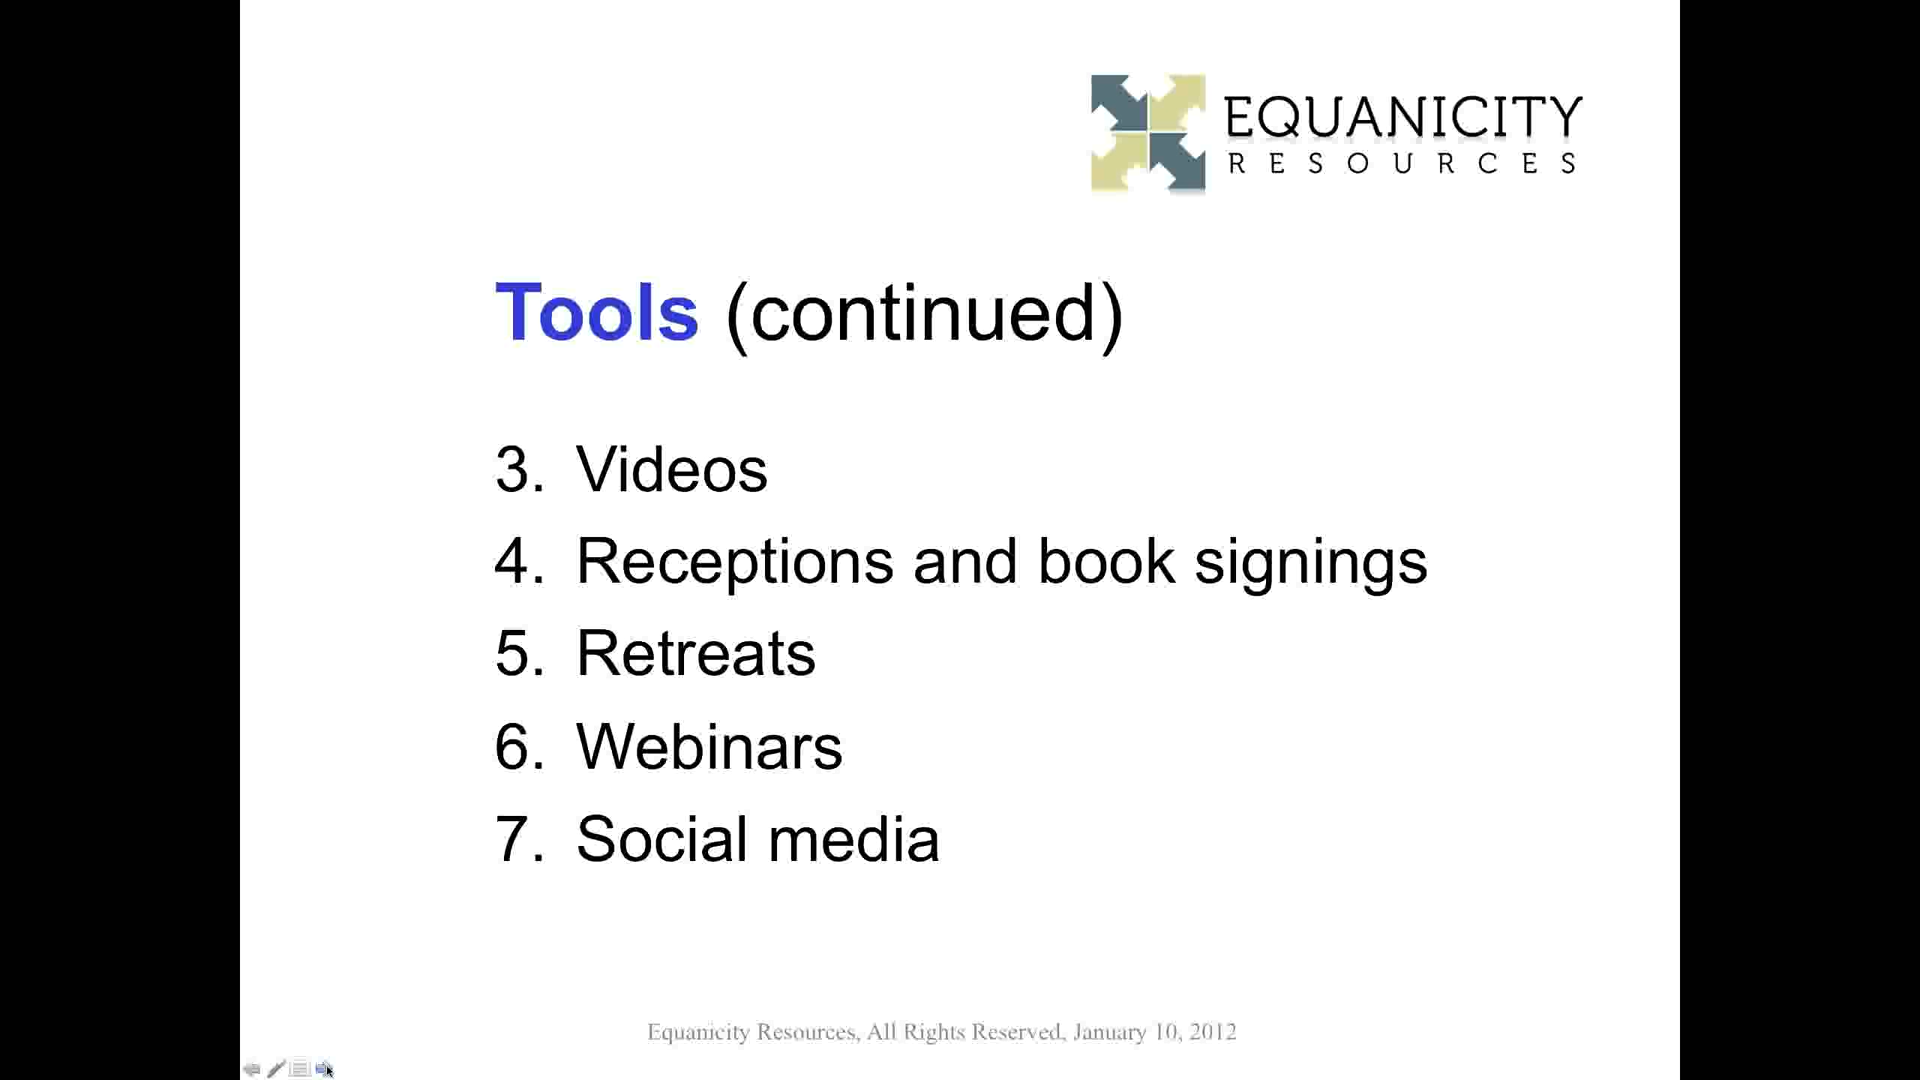 EQUANICITY
RESOURCES
Tools (continued)
3. Videos
4. Receptions and book signings
5. Retreats
6. Webinars
7. Social media
Equanicity Resources, All Rights Reserved, January 10, 2012